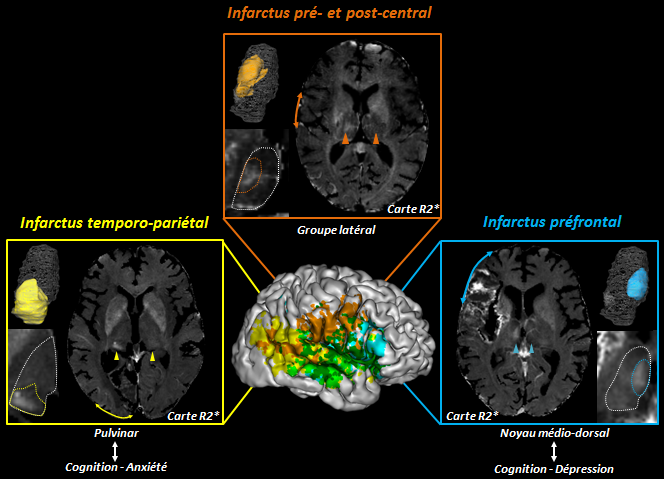 Infarctus pré- et post-central
Carte R2*
Groupe latéral
Infarctus temporo-pariétal
Carte R2*
Pulvinar
Cognition - Anxiété
Infarctus préfrontal
Carte R2*
Noyau médio-dorsal
Cognition - Dépression